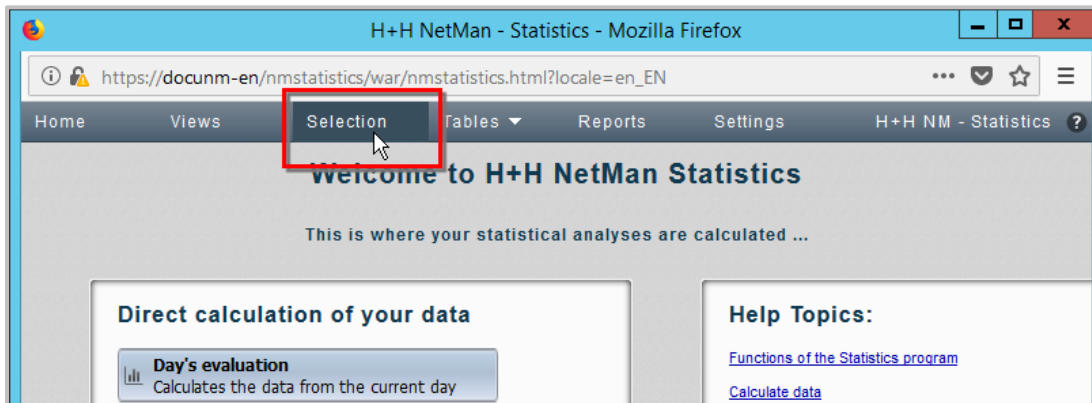 H+H NetMan - Statistics - Mozilla Firefox
https://docunm-en/nmstatistics/war/nmstatistics.html?locale=en_EN
Home Views Selection Tables Reports Settings H+H NM - Statistics ?
Welcome to H+H NetMan Statistics
This is where your statistical analyses are calculated ...
Direct calculation of your data
Day's evaluation
Calculates the data from the current day
Help Topics:
Functions of the Statistics program
Calculate data